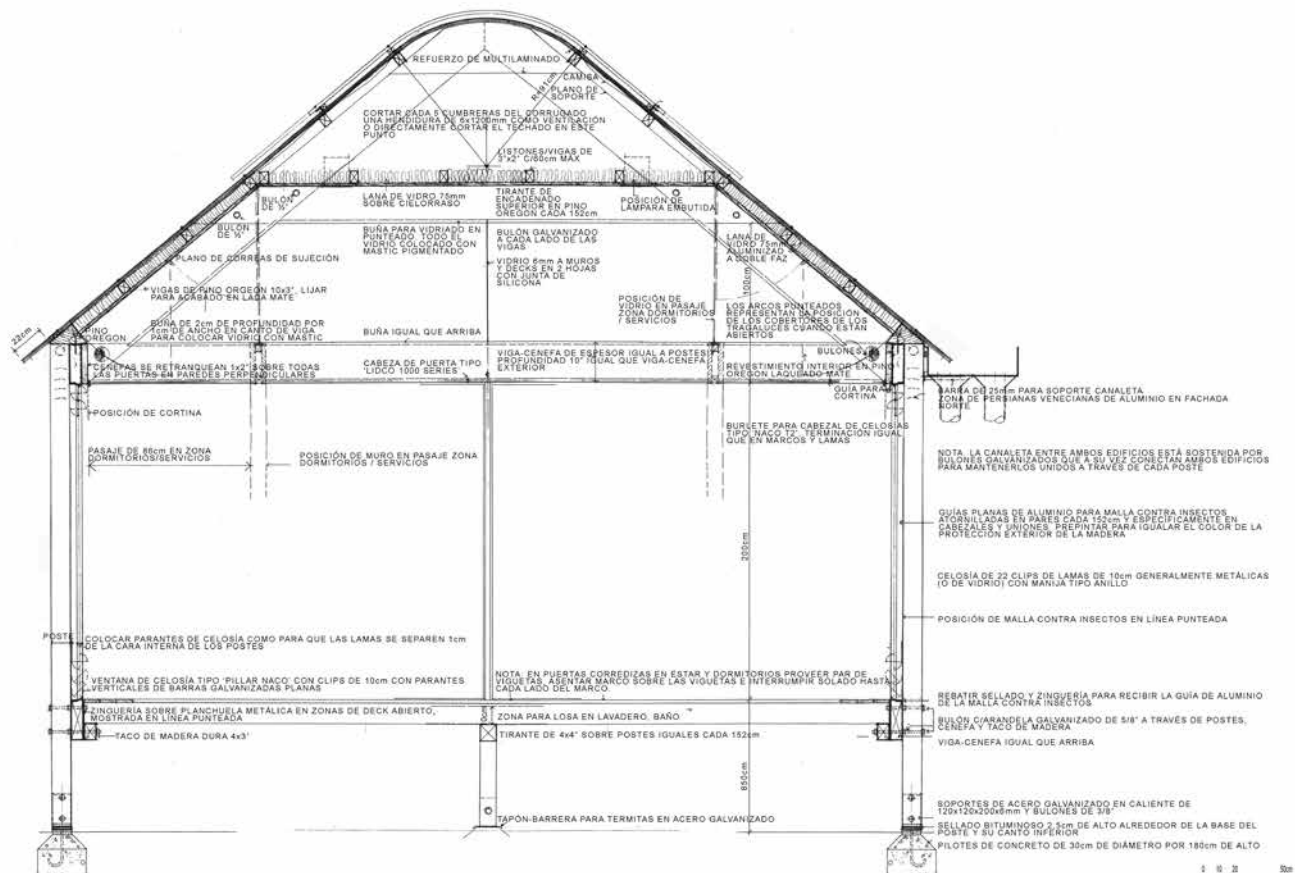 REFUERZO DE MULTILAMINADO
CAMISA
PLANO DE
SOPORTE
R=91cm
CORTAR CADA 5 CUMBRERAS DEL CORRUGADO
UNA HENDIDURA DE 6x1200mm COMO VENTILACIÓN
O DIRECTAMENTE CORTAR EL TECHADO EN ESTE
PUNTO
LISTONES/VIGAS DE
3"x2" C/60cm MAX
BULÓN
DE ½"
LANA DE VIDRO 75mm
SOBRE CIELORRASO
TIRANTE DE
ENCADENADO
SUPERIOR EN PINO
OREGON CADA 152cm
POSICIÓN DE
LÁMPARA EMBUTIDA
BULÓN
DE ½"
BUÑA PARA VIDRIADO EN
PUNTEADO. TODO EL
VIDRIO COLOCADO CON
MASTIC PIGMENTADO
BULÓN GALVANIZADO
A CADA LADO DE LAS
VIGAS
LANA DE
VIDRO 75mm
ALUMINIZADO
A DOBLE FAZ
PLANO DE CORREAS DE SUJECIÓN
VIDRIO 6mm A MUROS
Y DECKS EN 2 HOJAS
CON JUNTA DE
SILICONA
100cm
VIGAS DE PINO ORGEÓN 10x3", LIJAR
PARA ACABADO EN LACA MATE
POSICIÓN DE
VIDRIO EN PASAJE
ZONA DORMITORIOS
/ SERVICIOS
LOS ARCOS PUNTEADOS
REPRESENTAN LA POSICIÓN
DE LOS COBERTORES DE LOS
TRAGALUCES CUANDO ESTÁN
ABIERTOS
22cm
PINO
OREGON
BUÑA DE 2cm DE PROFUNDIDAD POR
1cm DE ANCHO EN CANTO DE VIGA
PARA COLOCAR VIDRIO CON MASTIC
BUÑA IGUAL QUE ARRIBA
BULONES
CENEFAS SE RETRANQUEAN 1x2" SOBRE TODAS
LAS PUERTAS EN PAREDES PERPENDICULARES
CABEZA DE PUERTA TIPO
'LIDCO 1000 SERIES'
VIGA-CENEFA DE ESPESOR IGUAL A POSTES
PROFUNDIDAD 10" IGUAL QUE VIGA-CENEFA
EXTERIOR
REVESTIMIENTO INTERIOR EN PINO
OREGON LAQUEADO MATE
GUÍA PARA
CORTINA
BARRA DE 25mm PARA SOPORTE CANALETA
ZONA DE PERSIANAS VENECIANAS DE ALUMINIO EN FACHADA
NORTE
POSICIÓN DE CORTINA
BURLETE PARA CABEZAL DE CELOSÍAS
TIPO 'NACO T2'. TERMINACIÓN IGUAL
QUE EN MARCOS Y LAMAS
PASAJE DE 86cm EN ZONA
DORMITORIOS/SERVICIOS
POSICIÓN DE MURO EN PASAJE ZONA
DORMITORIOS / SERVICIOS
NOTA. LA CANALETA ENTRE AMBOS EDIFICIOS ESTÁ SOSTENIDA POR
BULONES GALVANIZADOS QUE A SU VEZ CONECTAN AMBOS EDIFICIOS
PARA MANTENERLOS UNIDOS A TRAVÉS DE CADA POSTE
GUÍAS PLANAS DE ALUMINIO PARA MALLA CONTRA INSECTOS
ATORNILLADAS EN PARES CADA 152cm Y ESPECÍFICAMENTE EN
CABEZALES Y UNIONES. PREPINTAR PARA IGUALAR EL COLOR DE LA
PROTECCIÓN EXTERIOR DE LA MADERA
200cm
CELOSÍA DE 22 CLIPS DE LAMAS DE 10cm GENERALMENTE METÁLICAS
(O DE VIDRIO) CON MANIJA TIPO ANILLO
POSICIÓN DE MALLA CONTRA INSECTOS EN LÍNEA PUNTEADA
POSTE
COLOCAR PARANTES DE CELOSÍA COMO PARA QUE LAS LAMAS SE SEPAREN 1cm
DE LA CARA INTERNA DE LOS POSTES
VENTANA DE CELOSÍA TIPO 'PILLAR NACO' CON CLIPS DE 10cm CON PARANTES
VERTICALES DE BARRAS GALVANIZADAS PLANAS
NOTA: EN PUERTAS CORREDIZAS EN ESTAR Y DORMITORIOS PROVEER PAR DE
VIGUETAS, ASENTAR MARCO SOBRE LAS VIGUETAS E INTERRUMPIR SOLADO HASTA
CADA LADO DEL MARCO.
REBATIR SELLADO Y ZINGUERÍA PARA RECIBIR LA GUÍA DE ALUMINIO
DE LA MALLA CONTRA INSECTOS
ZINGUERÍA SOBRE PLANCHUELA METÁLICA EN ZONAS DE DECK ABIERTO,
MOSTRADA EN LÍNEA PUNTEADA
ZONA PARA LOSA EN LAVADERO, BAÑO
BULÓN C/ARANDELA GALVANIZADO DE 5/8" A TRAVÉS DE POSTES,
CENEFA Y TACO DE MADERA
TACO DE MADERA DURA 4x3"
TIRANTE DE 4x4" SOBRE POSTES IGUALES CADA 152cm
VIGA-CENEFA IGUAL QUE ARRIBA
650cm
SOPORTES DE ACERO GALVANIZADO EN CALIENTE DE
120x120x200x6mm Y BULONES DE 3/8"
TAPÓN-BARRERA PARA TERMITAS EN ACERO GALVANIZADO
SELLADO BITUMINOSO 2,5cm DE ALTO ALREDEDOR DE LA BASE DEL
POSTE Y SU CANTO INFERIOR
PILOTES DE CONCRETO DE 30cm DE DIÁMETRO POR 180cm DE ALTO
0 10 20 50cm